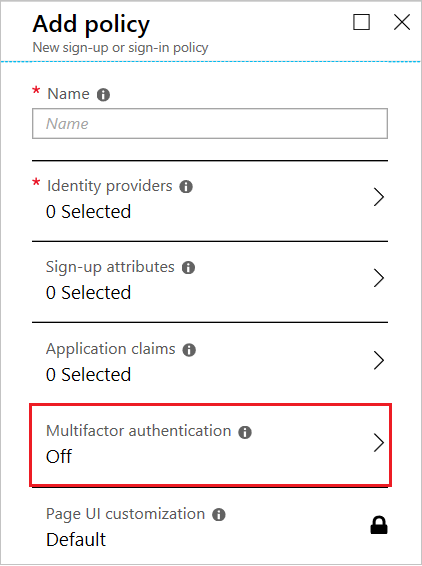 Add policy
New sign-up or sign-in policy
* Name
Name
* Identity providers
0 Selected
Sign-up attributes
0 Selected
Application claims
0 Selected
Multifactor authentication
Off
Page UI customization
Default